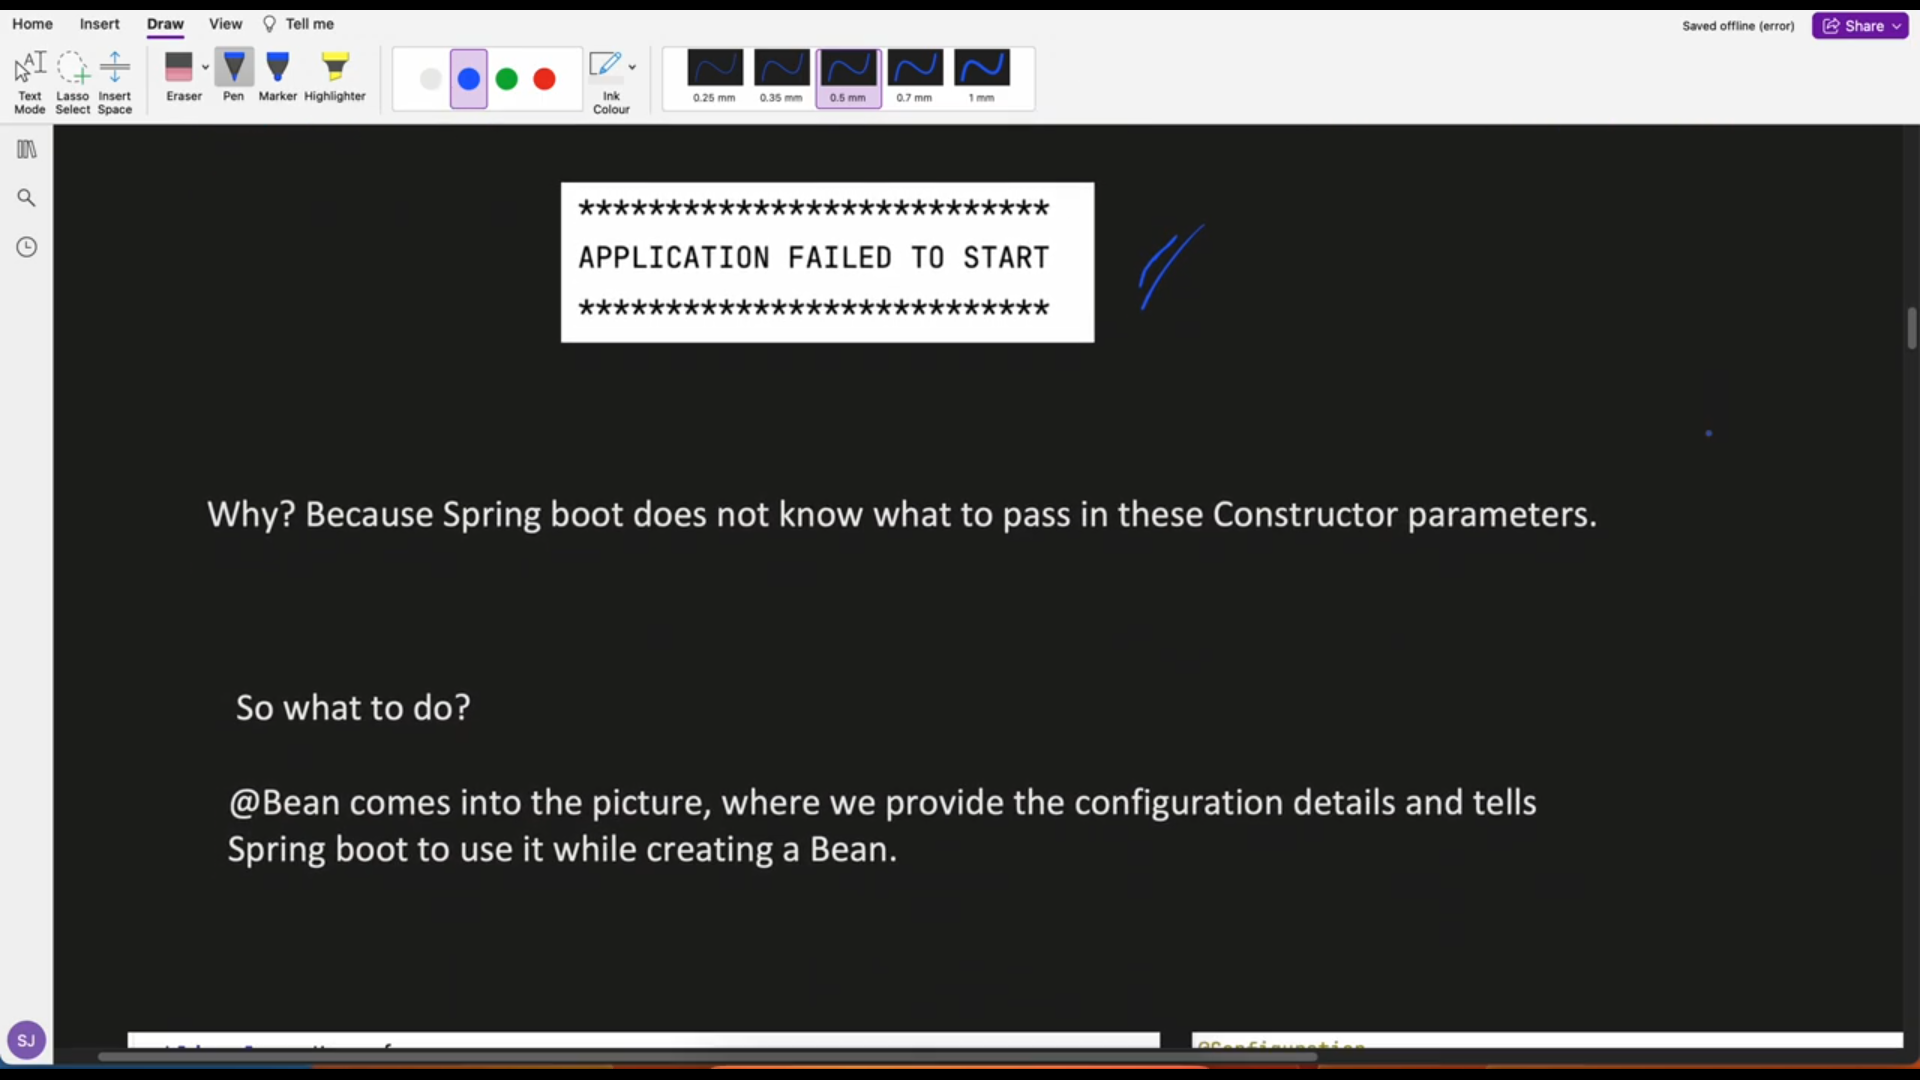 Home Insert Draw View Tell me
Saved offline (error) Share
Text Mode
Lasso Select
Insert Space
Eraser
Pen
Marker
Highlighter
Ink Colour
0.25 mm
0.35 mm
0.5 mm
0.7 mm
1 mm
***************************
APPLICATION FAILED TO START
***************************
Why? Because Spring boot does not know what to pass in these Constructor parameters.
So what to do?
@Bean comes into the picture, where we provide the configuration details and tells
Spring boot to use it while creating a Bean.
SJ
@Configuration